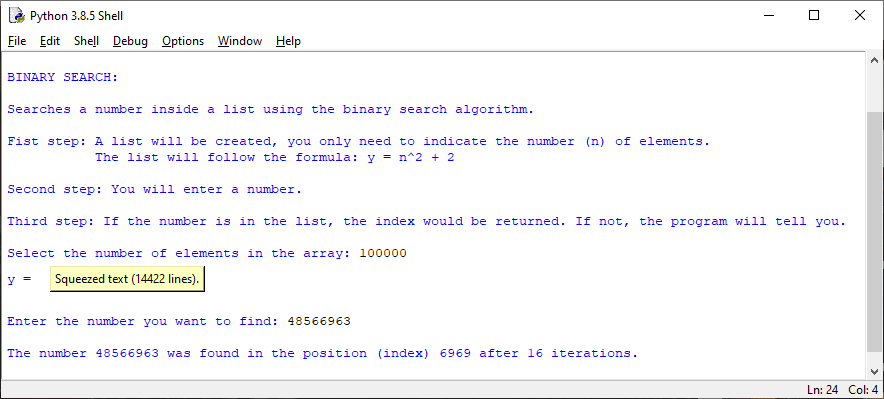 Python 3.8.5 Shell
File Edit Shell Debug Options Window Help
BINARY SEARCH:
Searches a number inside a list using the binary search algorithm.
Fist step: A list will be created, you only need to indicate the number (n) of elements.
The list will follow the formula: y = n^2 + 2
Second step: You will enter a number.
Third step: If the number is in the list, the index would be returned. If not, the program will tell you.
Select the number of elements in the array: 100000
y = Squeezed text (14422 lines).
Enter the number you want to find: 48566963
The number 48566963 was found in the position (index) 6969 after 16 iterations.
Ln: 24 Col: 4